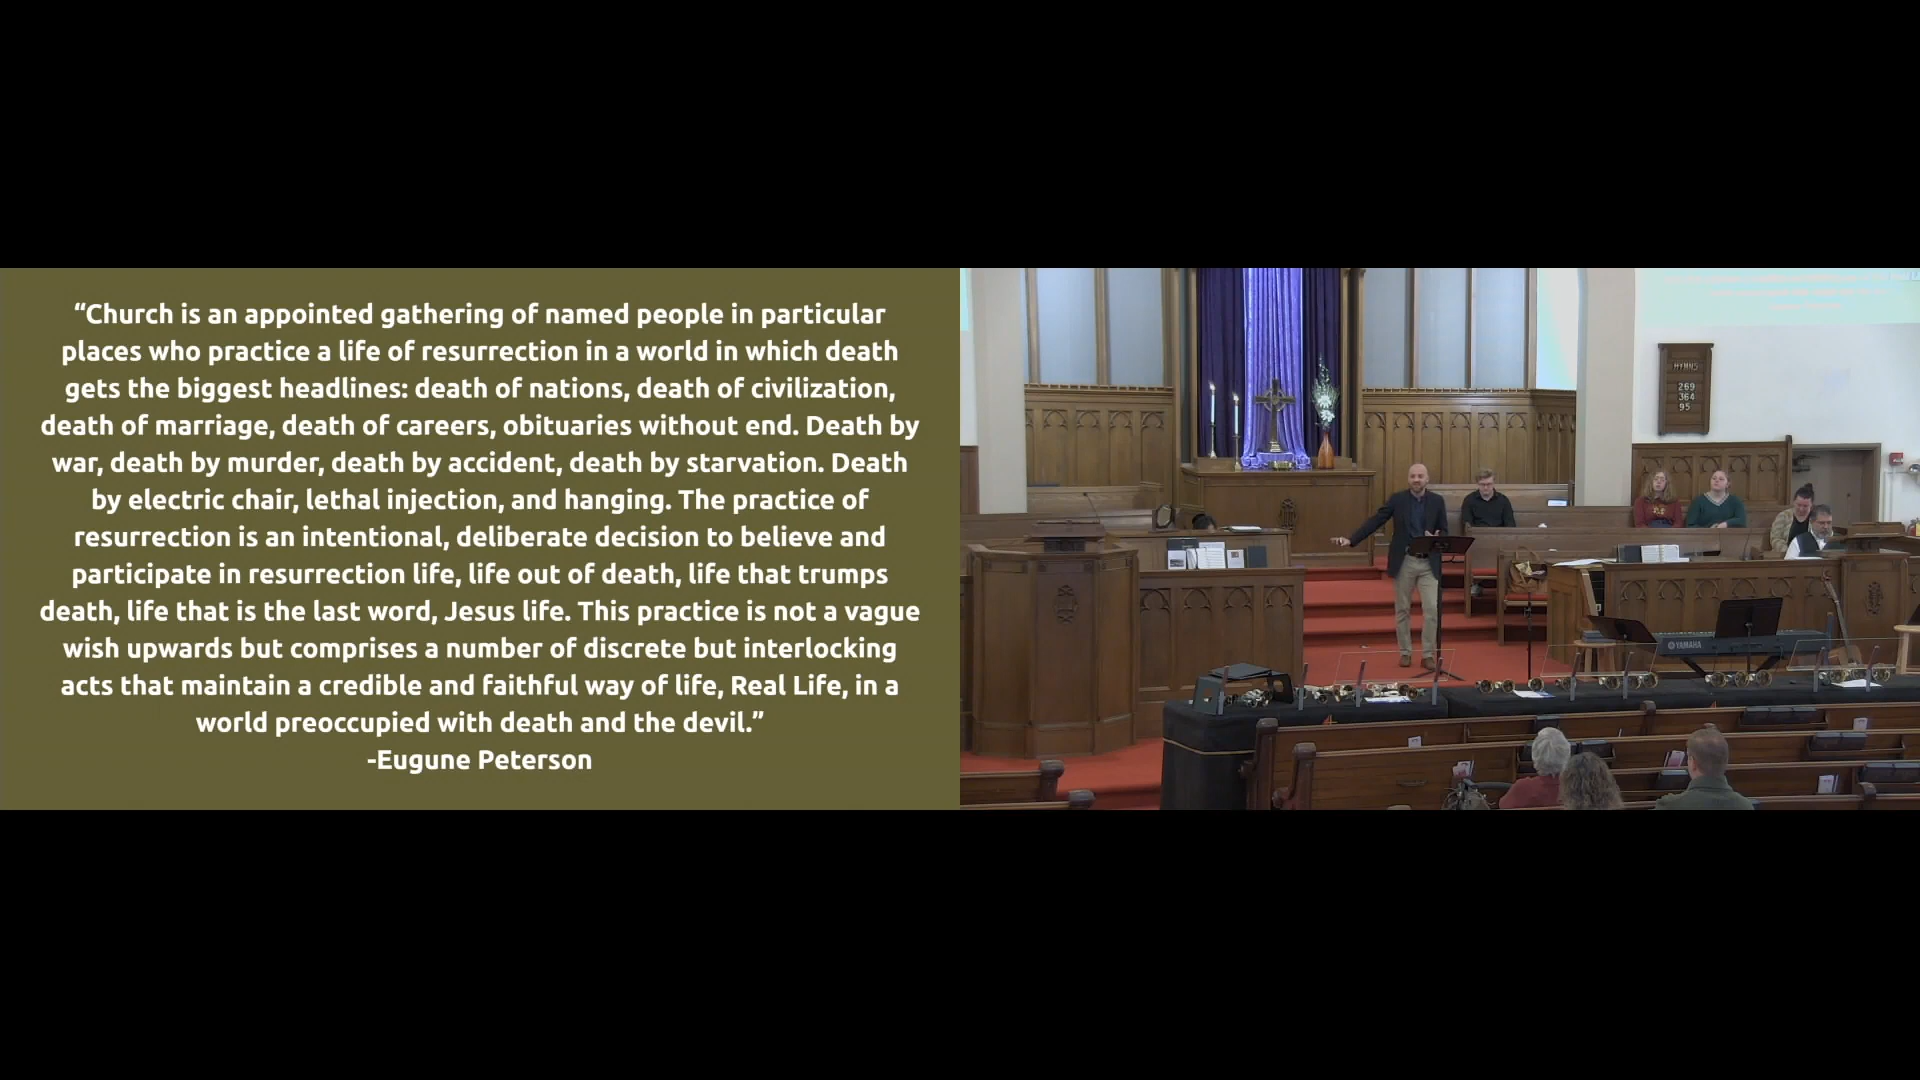 “Church is an appointed gathering of named people in particular
places who practice a life of resurrection in a world in which death
gets the biggest headlines: death of nations, death of civilization,
death of marriage, death of careers, obituaries without end. Death by
war, death by murder, death by accident, death by starvation. Death
by electric chair, lethal injection, and hanging. The practice of
resurrection is an intentional, deliberate decision to believe and
participate in resurrection life, life out of death, life that trumps
death, life that is the last word, Jesus life. This practice is not a vague
wish upwards but comprises a number of discrete but interlocking
acts that maintain a credible and faithful way of life, Real Life, in a
world preoccupied with death and the devil.”
-Eugune Peterson
HYMNS
269
364
95
YAMAHA